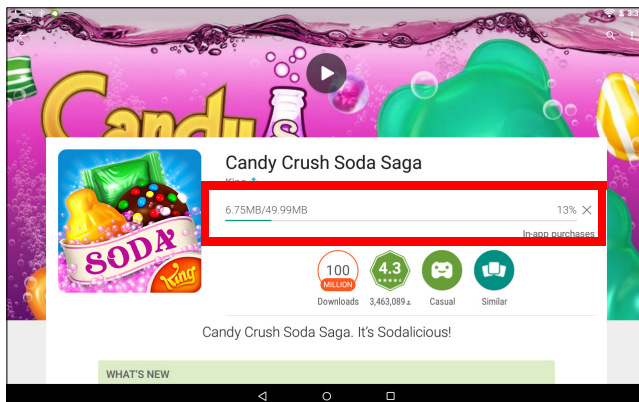 Candy
Candy Crush Soda Saga
King
6.75MB/49.99MB
13%
In-app purchases
SODA
King
100
MILLION
4.3
Downloads
3,463,089
Casual
Similar
Candy Crush Soda Saga. It's Sodalicious!
WHAT'S NEW